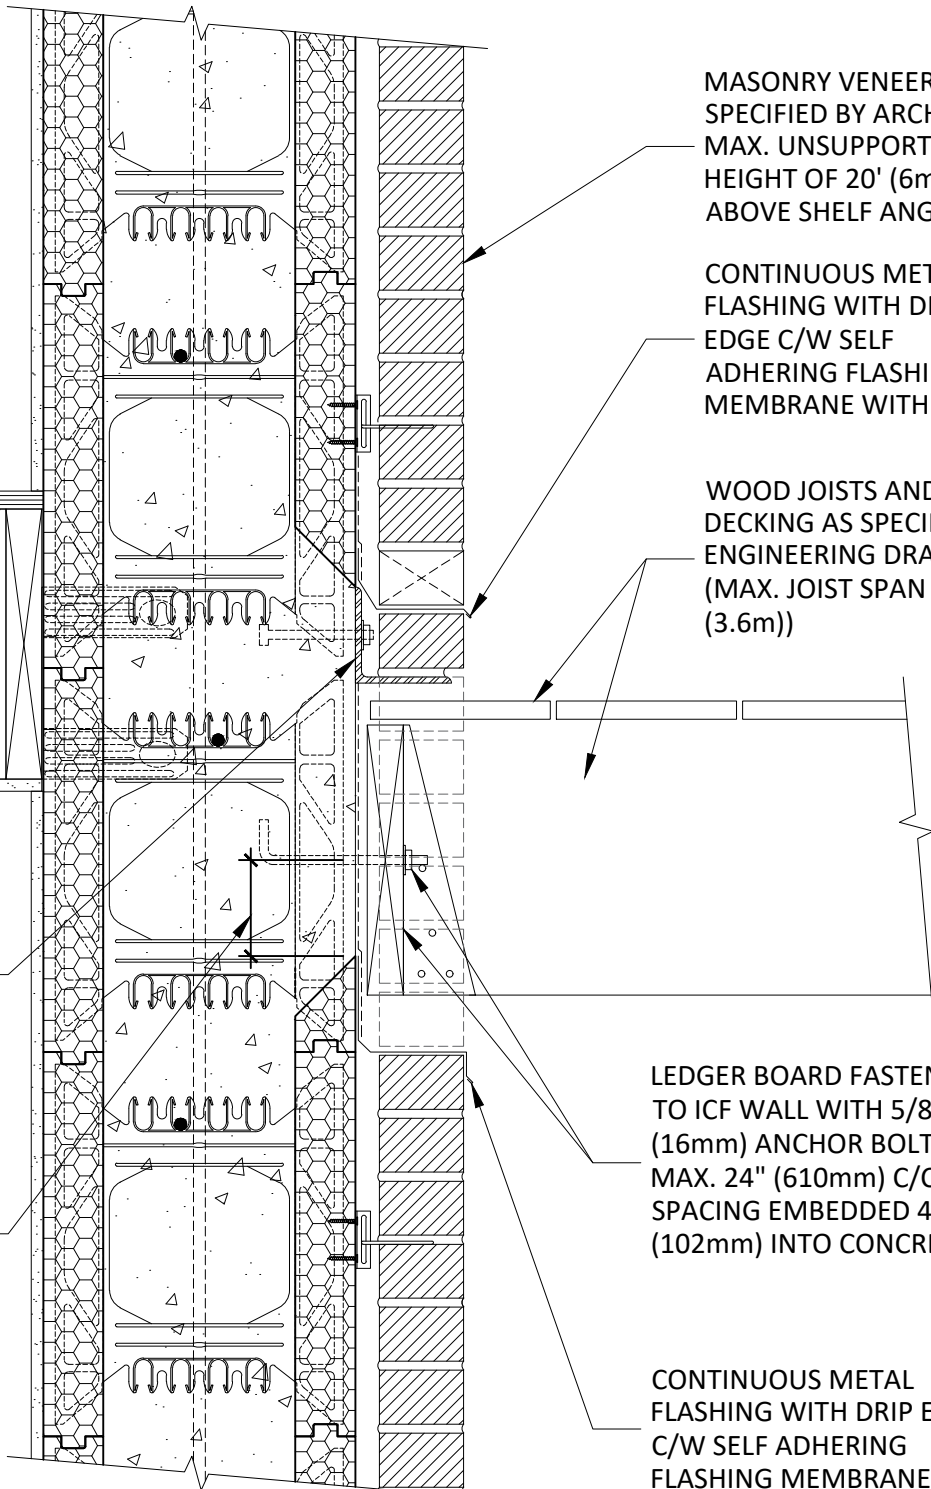 MASONRY VENEER
SPECIFIED BY ARCH
MAX. UNSUPPORT
HEIGHT OF 20' (6m
ABOVE SHELF ANG
CONTINUOUS MET
FLASHING WITH DR
EDGE C/W SELF
ADHERING FLASHI
MEMBRANE WITH
WOOD JOISTS AND
DECKING AS SPECI
ENGINEERING DRA
(MAX. JOIST SPAN
(3.6m))
LEDGER BOARD FASTEN
TO ICF WALL WITH 5/8
(16mm) ANCHOR BOLT
MAX. 24" (610mm) C/C
SPACING EMBEDDED 4
(102mm) INTO CONCRE
CONTINUOUS METAL
FLASHING WITH DRIP E
C/W SELF ADHERING
FLASHING MEMBRANE